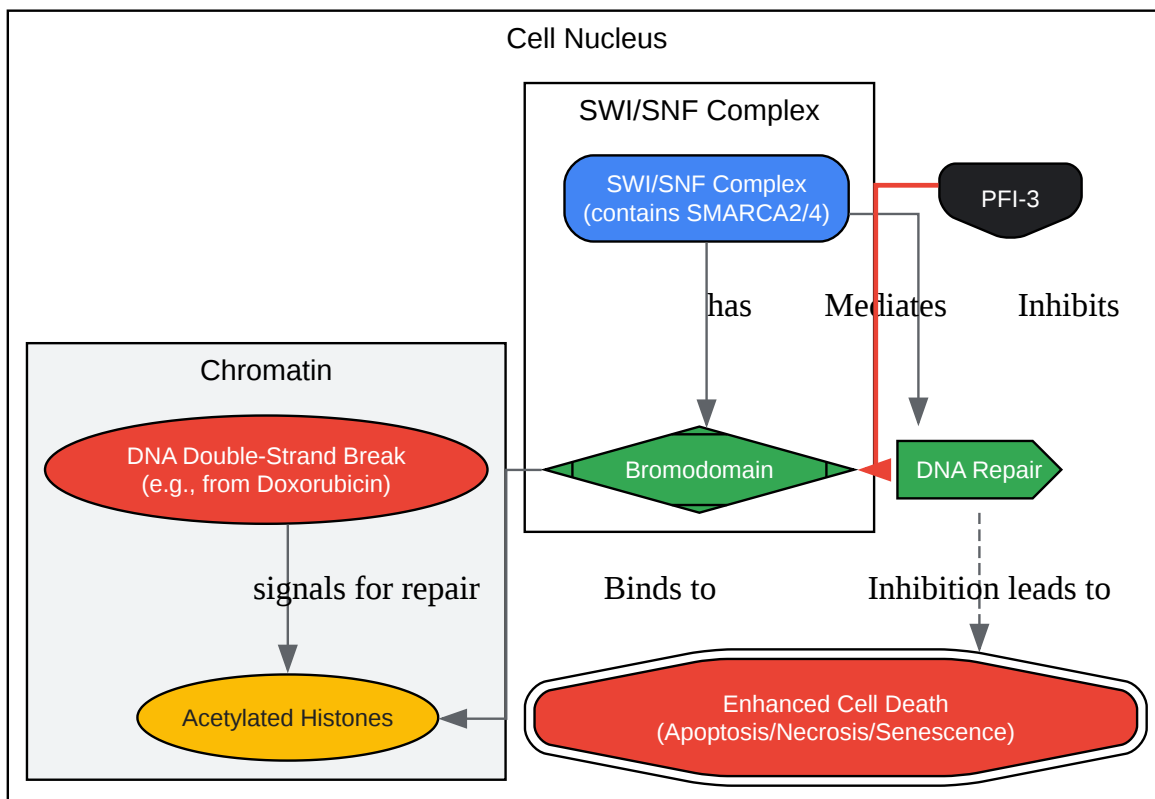 Cell Nucleus
SWI/SNF Complex
SWI/SNF Complex
(contains SMARCA2/4)
PFI-3
has
Mediates
Inhibits
Chromatin
DNA Double-Strand Break
(e.g., from Doxorubicin)
Bromodomain
DNA Repair
signals for repair
Binds to
Inhibition leads to
Acetylated Histones
Enhanced Cell Death
(Apoptosis/Necrosis/Senescence)